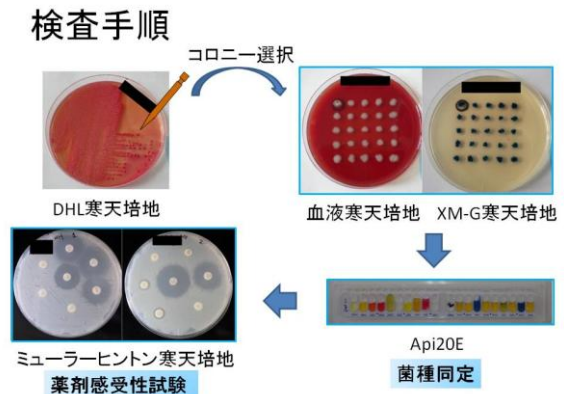 検査手順
コロニー選択
DHL寒天培地
血液寒天培地 XM-G寒天培地
Api20E
菌種同定
ミューラーヒントン寒天培地
薬剤感受性試験